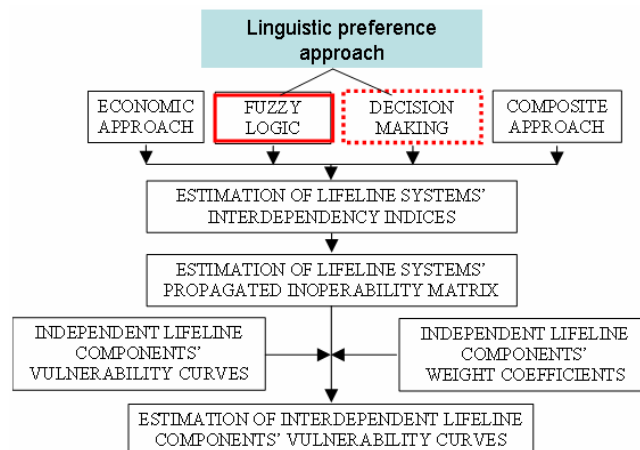 Linguistic preference
approach
ECONOMIC
APPROACH
FUZZY
LOGIC
DECISION
MAKING
COMPOSITE
APPROACH
ESTIMATION OF LIFELINE SYSTEMS'
INTERDEPENDENCY INDICES
ESTIMATION OF LIFELINE SYSTEMS'
PROPAGATED INOPERABILITY MATRIX
INDEPENDENT LIFELINE
COMPONENTS'
VULNERABILITY CURVES
INDEPENDENT LIFELINE
COMPONENTS'
WEIGHT COEFFICIENTS
ESTIMATION OF INTERDEPENDENT LIFELINE
COMPONENTS' VULNERABILITY CURVES